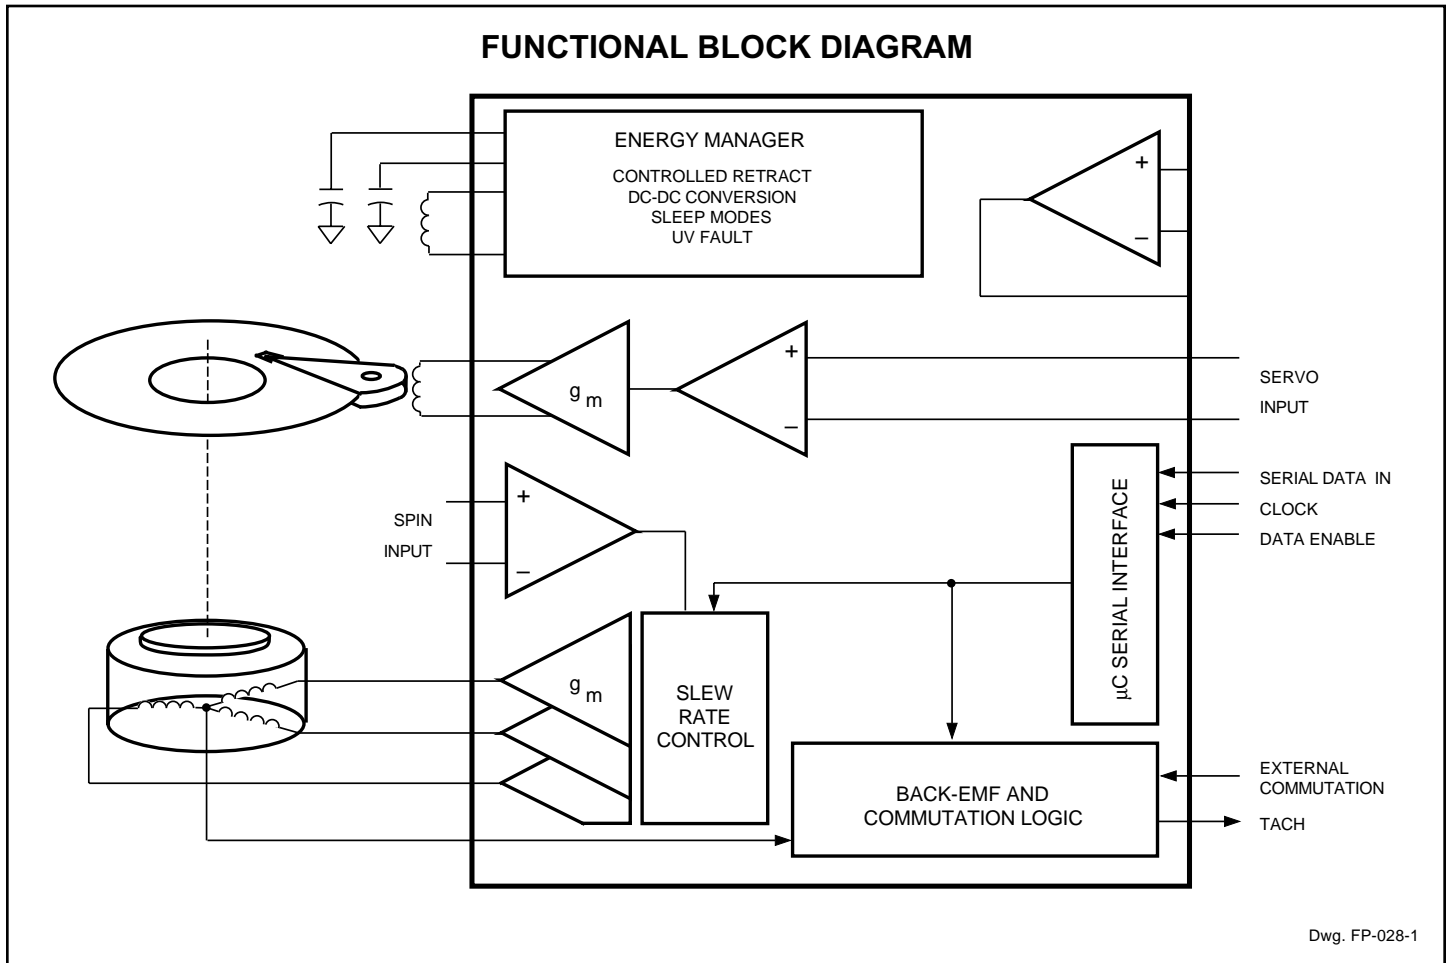 FUNCTIONAL BLOCK DIAGRAM
ENERGY MANAGER
CONTROLLED RETRACT
DC-DC CONVERSION
SLEEP MODES
UV FAULT
+
–
g m
+
–
SERVO
INPUT
SPIN
INPUT
+
–
µC SERIAL INTERFACE
SERIAL DATA IN
CLOCK
DATA ENABLE
g m
SLEW
RATE
CONTROL
BACK-EMF AND
COMMUTATION LOGIC
EXTERNAL
COMMUTATION
TACH
Dwg. FP-028-1